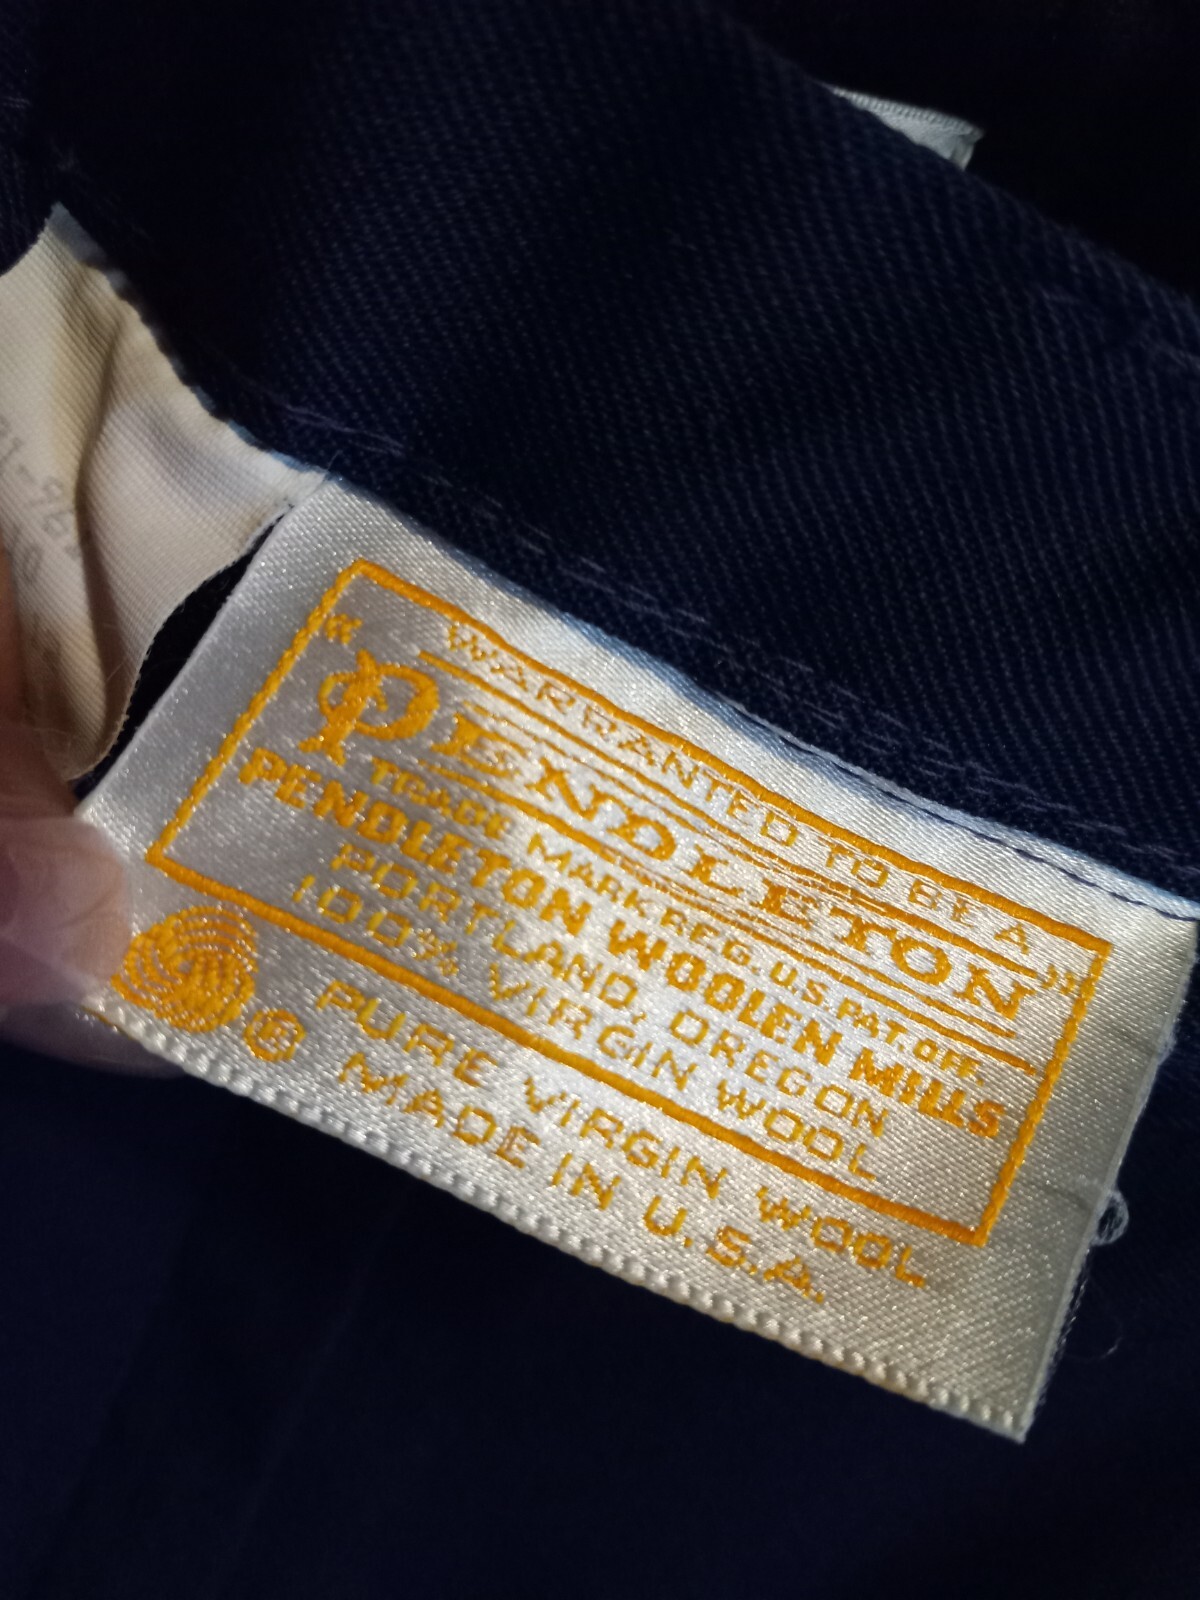 " WARRANTED TO BE A
PENDLETON"
TRADE MARK REG. U.S. PAT. OFF.
PENDLETON WOOLEN MILLS
PORTLAND, OREGON
100% VIRGIN WOOL
® PURE VIRGIN WOOL
MADE IN U.S.A.